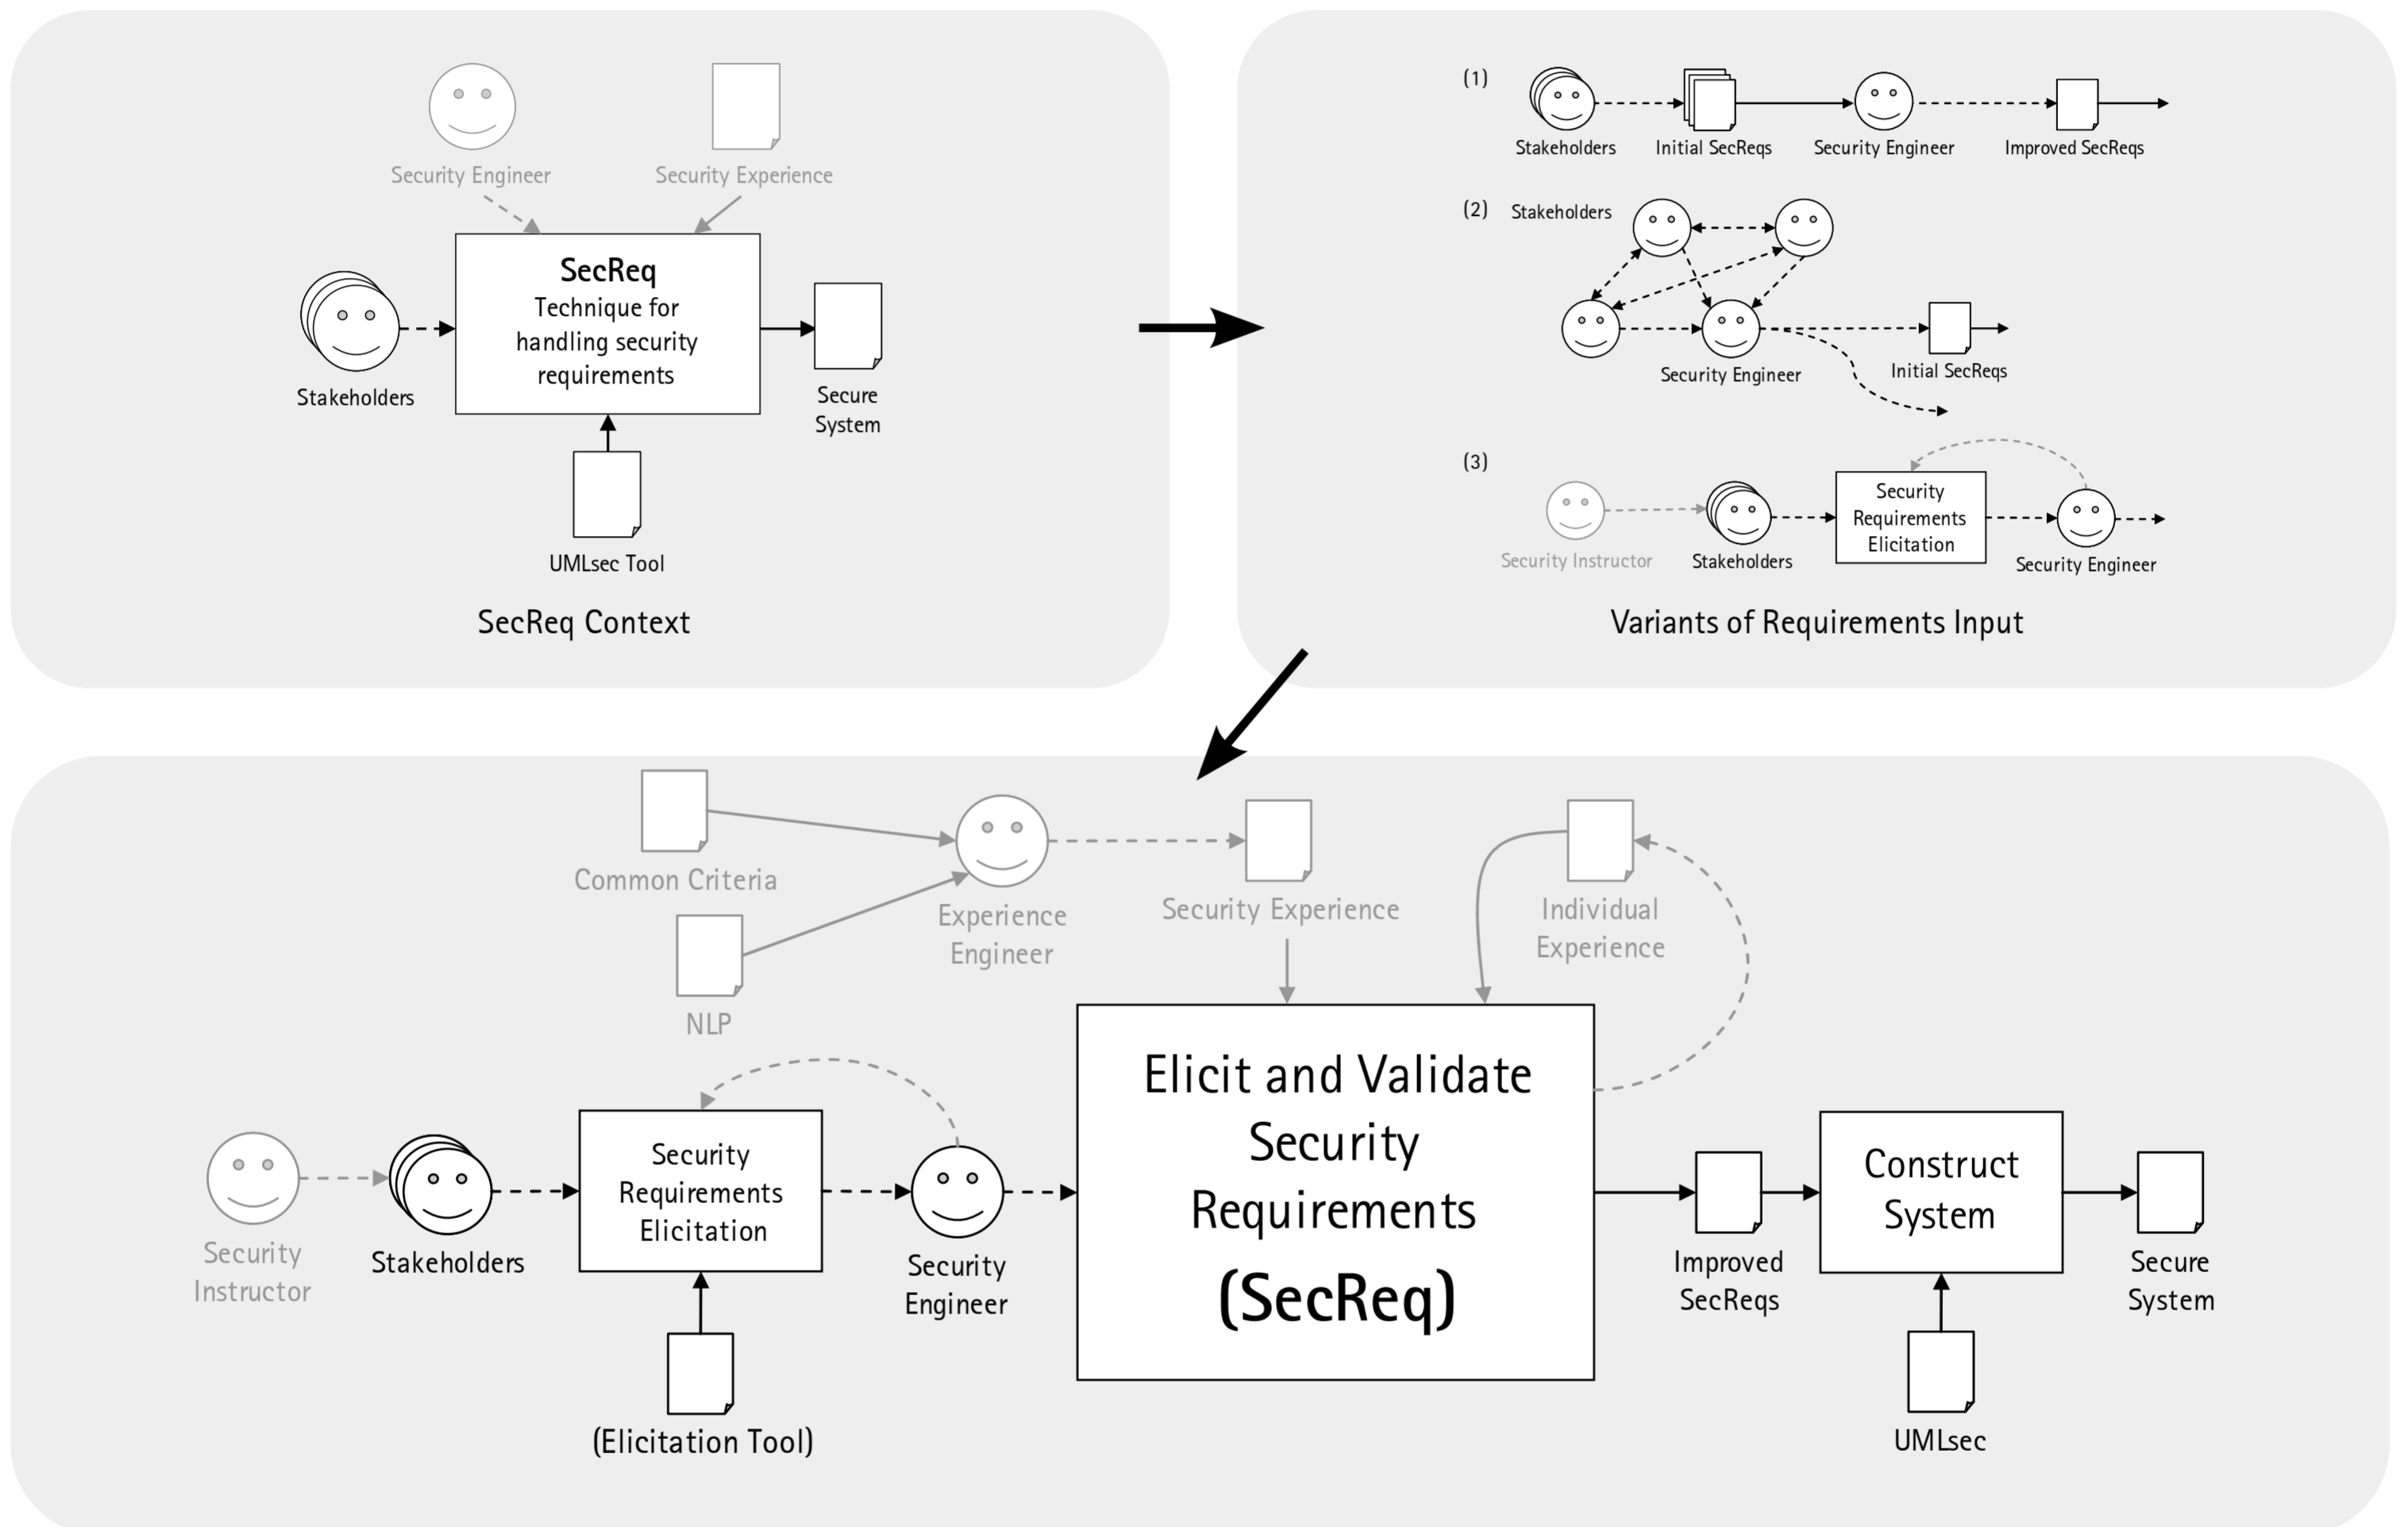 Security Engineer
Security Experience
SecReq
Technique for
handling security
requirements
Stakeholders
Secure
System
UMLsec Tool
SecReq Context
(1)
Stakeholders
Initial SecReqs
Security Engineer
Improved SecReqs
(2)
Stakeholders
Security Engineer
Initial SecReqs
(3)
Security
Requirements
Elicitation
Security Instructor
Stakeholders
Security Engineer
Variants of Requirements Input
Common Criteria
NLP
Experience
Engineer
Security Experience
Individual
Experience
Security
Instructor
Stakeholders
Security
Requirements
Elicitation
(Elicitation Tool)
Security
Engineer
Elicit and Validate
Security
Requirements
(SecReq)
Improved
SecReqs
Construct
System
UMLsec
Secure
System